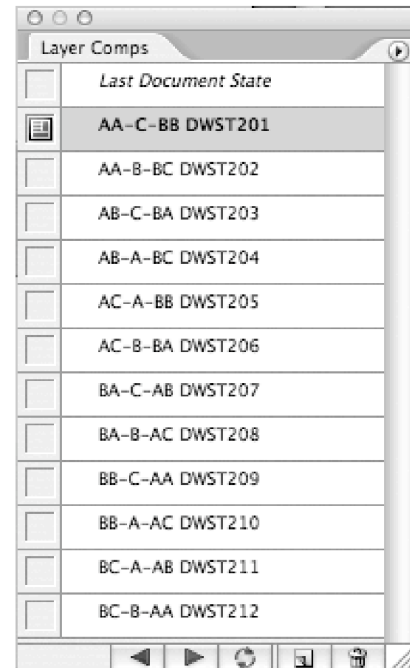 Layer Comps
Last Document State
AA-C-BB DWST201
AA-B-BC DWST202
AB-C-BA DWST203
AB-A-BC DWST204
AC-A-BB DWST205
AC-B-BA DWST206
BA-C-AB DWST207
BA-B-AC DWST208
BB-C-AA DWST209
BB-A-AC DWST210
BC-A-AB DWST211
BC-B-AA DWST212